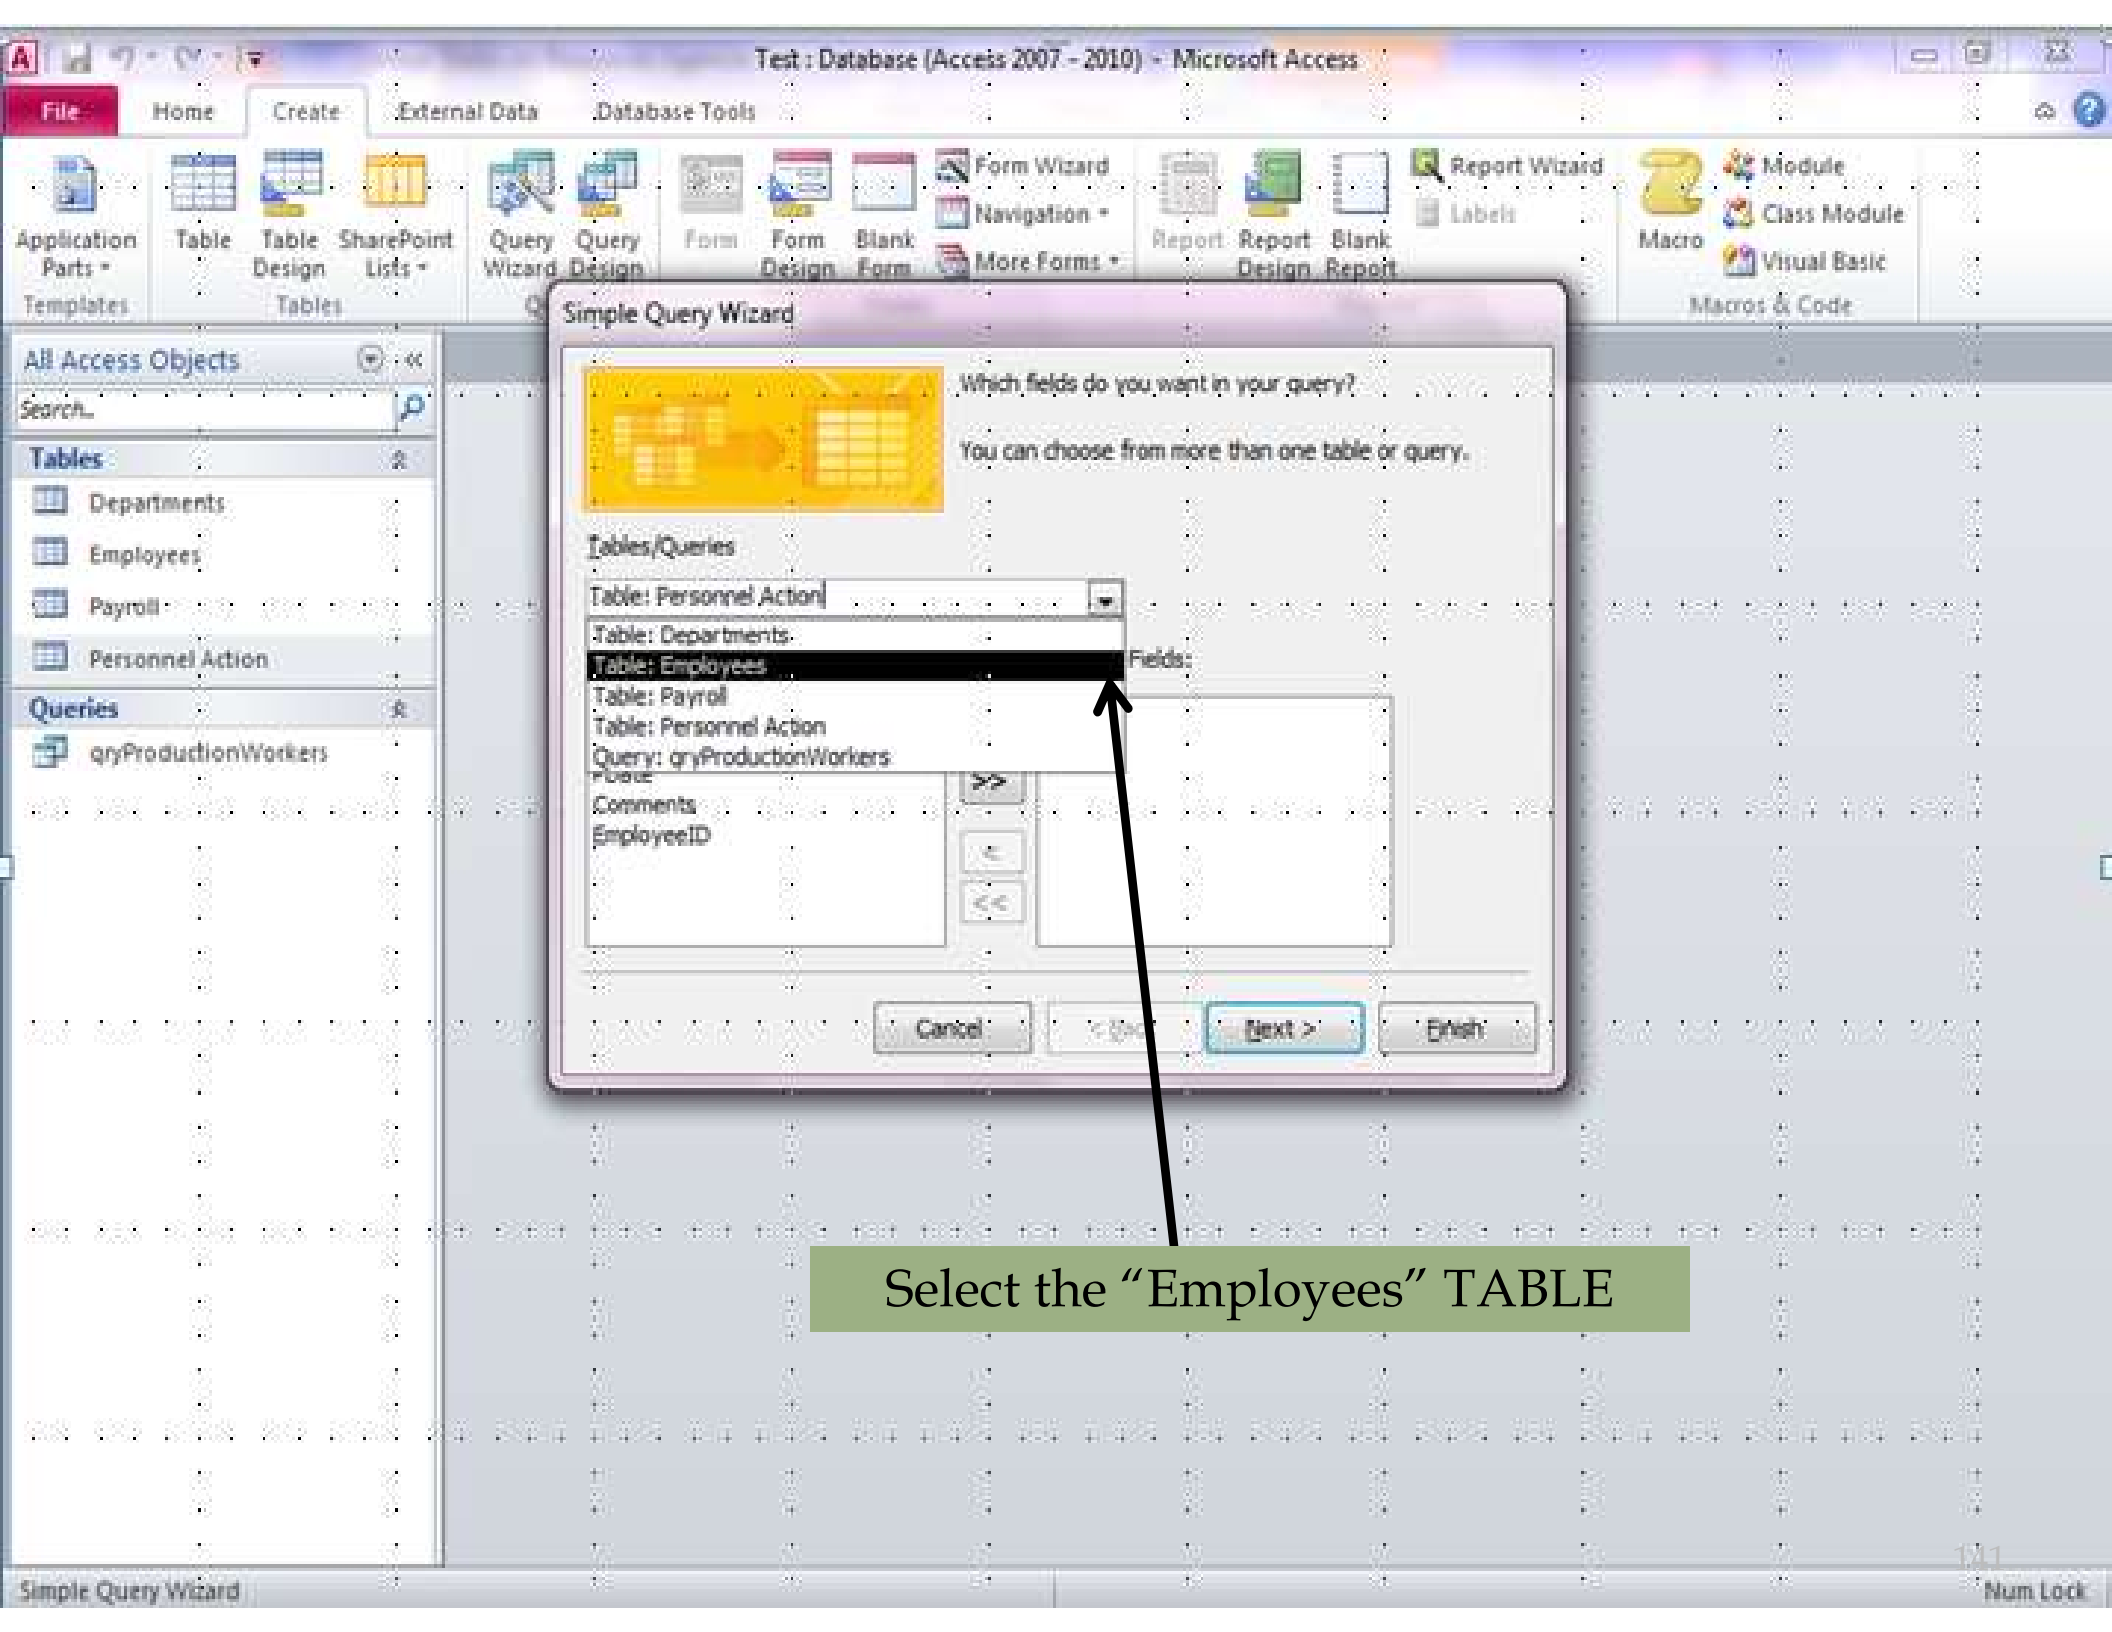 Test : Database (Access 2007 - 2010) - Microsoft Access
File Home Create External Data Database Tools
Application Parts
Table
Table Design
SharePoint Lists
Query Wizard
Query Design
Form
Form Design
Blank Form
Form Wizard
Navigation
More Forms
Report
Report Design
Blank Report
Report Wizard
Labels
Macro
Module
Class Module
Visual Basic
Templates
Tables
Macros & Code
All Access Objects
Search..
Tables
Departments
Employees
Payroll
Personnel Action
Queries
qryProductionWorkers
Simple Query Wizard
Which fields do you want in your query?
You can choose from more than one table or query.
Tables/Queries
Table: Personnel Action
Table: Departments
Table: Employees
Table: Payroll
Table: Personnel Action
Query: qryProductionWorkers
Fields:
Comments
EmployeeID
>>
<
<<
Cancel
Next >
Finish
Select the “Employees” TABLE
141
Simple Query Wizard
Num Lock